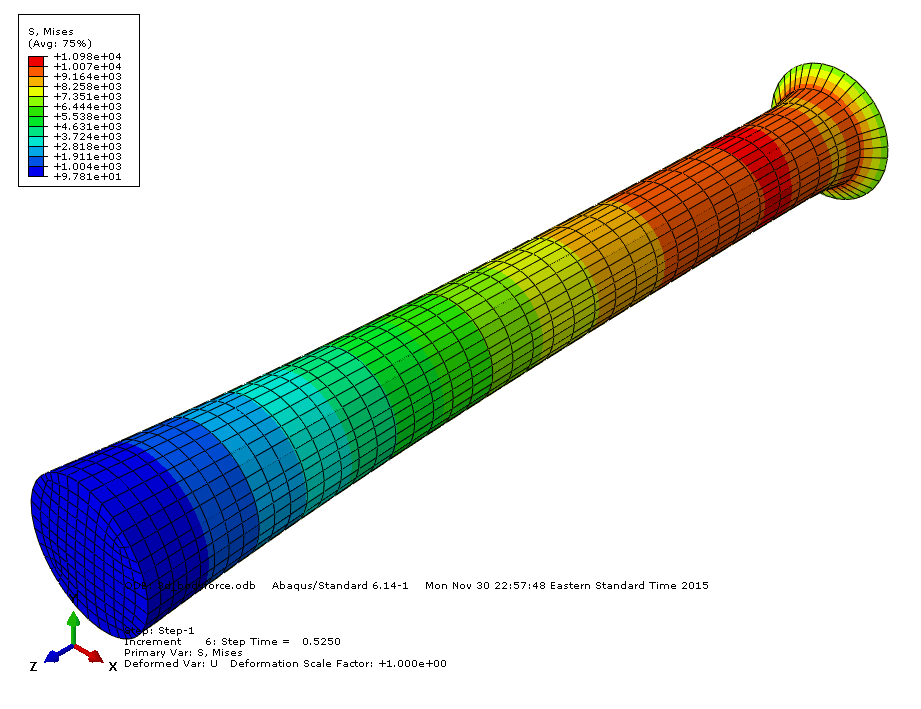 S, Mises
(Avg: 75%)
+1.098e+04
+1.007e+04
+9.164e+03
+8.258e+03
+7.351e+03
+6.444e+03
+5.538e+03
+4.631e+03
+3.724e+03
+2.818e+03
+1.911e+03
+1.004e+03
+9.781e+01
force.odb Abaqus/Standard 6.14-1 Mon Nov 30 22:57:48 Eastern Standard Time 2015
Step: Step-1
Increment 6: Step Time = 0.5250
Primary Var: S, Mises
Deformed Var: U Deformation Scale Factor: +1.000e+00
Z
X